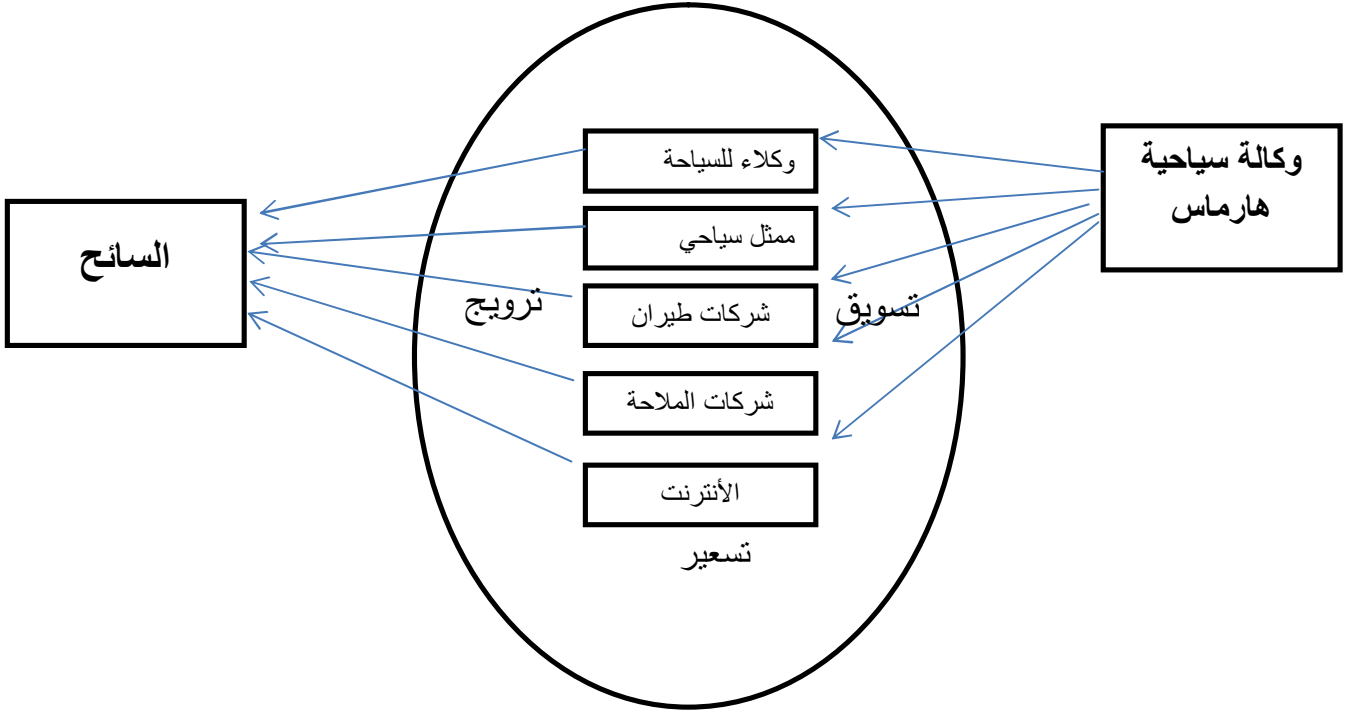 وكالة سياحية
هارماس
وكلاء للسياحة
ممثل سياحي
شركات طيران
شركات الملاحة
الأنترنت
تسويق
ترويج
تسعير
السائح